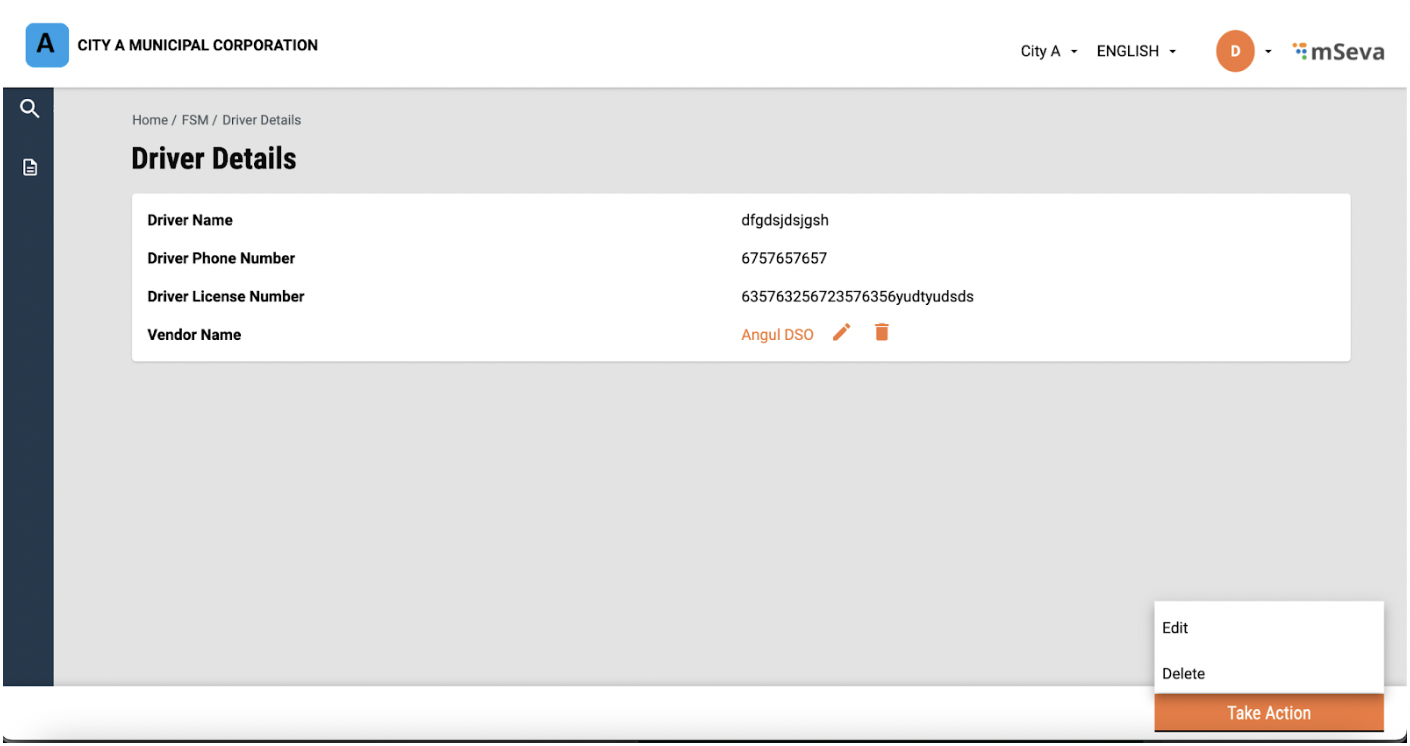 A CITY A MUNICIPAL CORPORATION
City A ENGLISH D mSeva
Home / FSM / Driver Details
Driver Details
Driver Name dfgdsjdsjgsh
Driver Phone Number 6757657657
Driver License Number 635763256723576356yudtyudsds
Vendor Name Angul DSO
Edit
Delete
Take Action